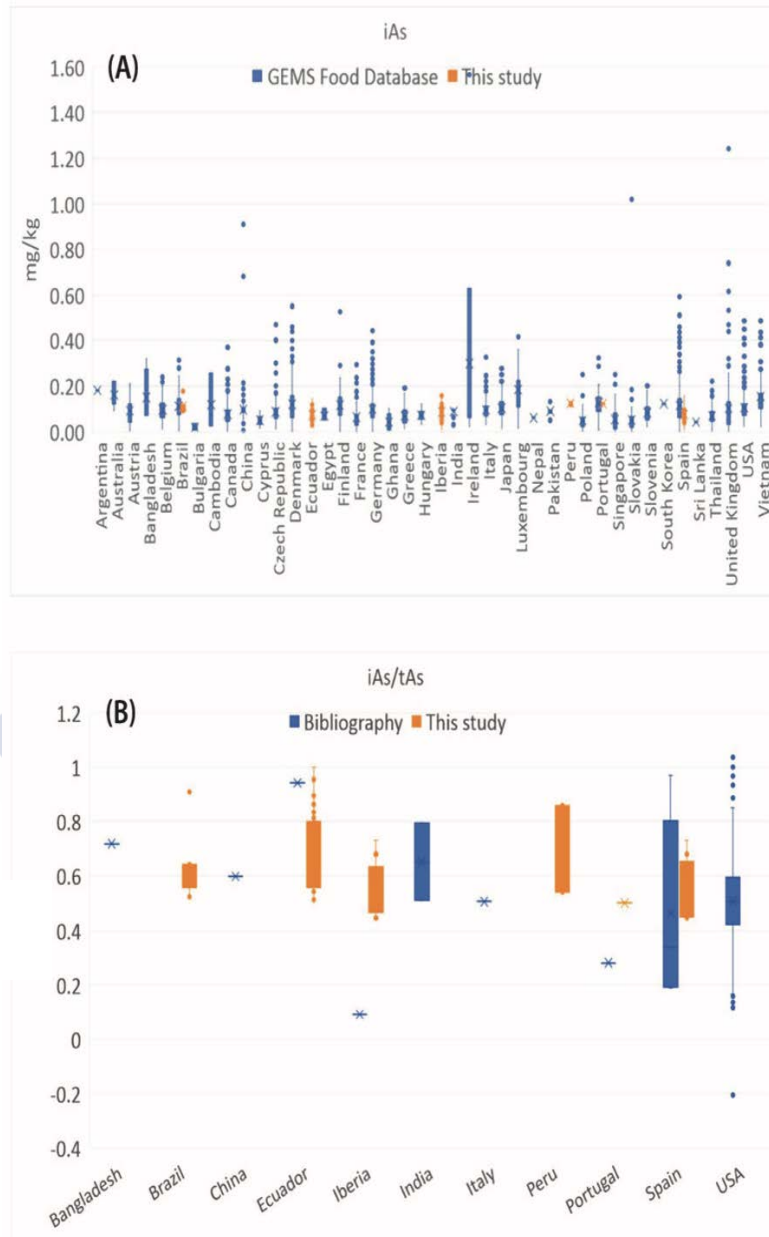 iAs
(A)
GEMS Food Database This study
1.60
1.40
1.20
1.00
0.80
0.60
0.40
0.20
0.00
mg/kg
Argentina
Australia
Austria
Bangladesh
Belgium
Brazil
Bulgaria
Cambodia
Canada
China
Cyprus
Czech Republic
Denmark
Ecuador
Egypt
Finland
France
Germany
Ghana
Greece
Hungary
Iberia
India
Ireland
Italy
Japan
Luxembourg
Nepal
Pakistan
Peru
Poland
Portugal
Singapore
Slovakia
Slovenia
South Korea
Spain
Sri Lanka
Thailand
United Kingdom
USA
Vietnam
iAs/tAs
(B)
Bibliography This study
1.2
1
0.8
0.6
0.4
0.2
0
-0.2
-0.4
Bangladesh
Brazil
China
Ecuador
Iberia
India
Italy
Peru
Portugal
Spain
USA